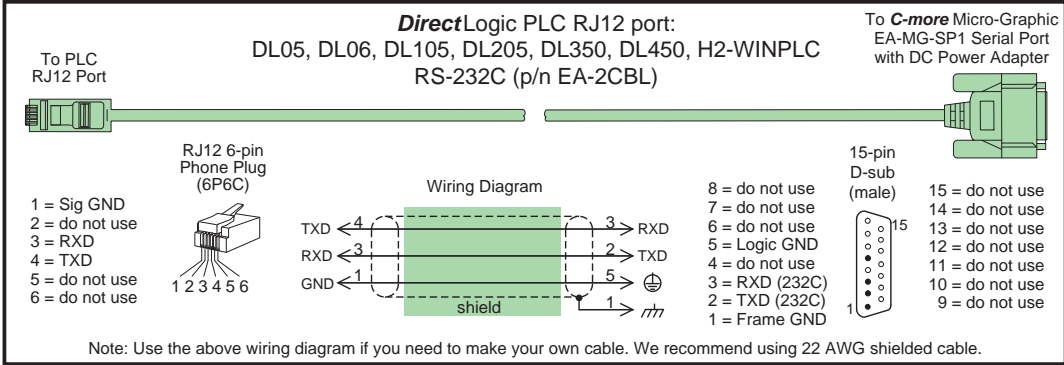 DirectLogic PLC RJ12 port:
DL05, DL06, DL105, DL205, DL350, DL450, H2-WINPLC
RS-232C (p/n EA-2CBL)
To PLC
RJ12 Port
To C-more Micro-Graphic
EA-MG-SP1 Serial Port
with DC Power Adapter
1 = Sig GND
2 = do not use
3 = RXD
4 = TXD
5 = do not use
6 = do not use
RJ12 6-pin
Phone Plug
(6P6C)
1 2 3 4 5 6
Wiring Diagram
TXD 4 3 RXD
RXD 3 2 TXD
GND 1 5
1
shield
8 = do not use
7 = do not use
6 = do not use
5 = Logic GND
4 = do not use
3 = RXD (232C)
2 = TXD (232C)
1 = Frame GND
15-pin
D-sub
(male)
15
1
15 = do not use
14 = do not use
13 = do not use
12 = do not use
11 = do not use
10 = do not use
9 = do not use
Note: Use the above wiring diagram if you need to make your own cable. We recommend using 22 AWG shielded cable.